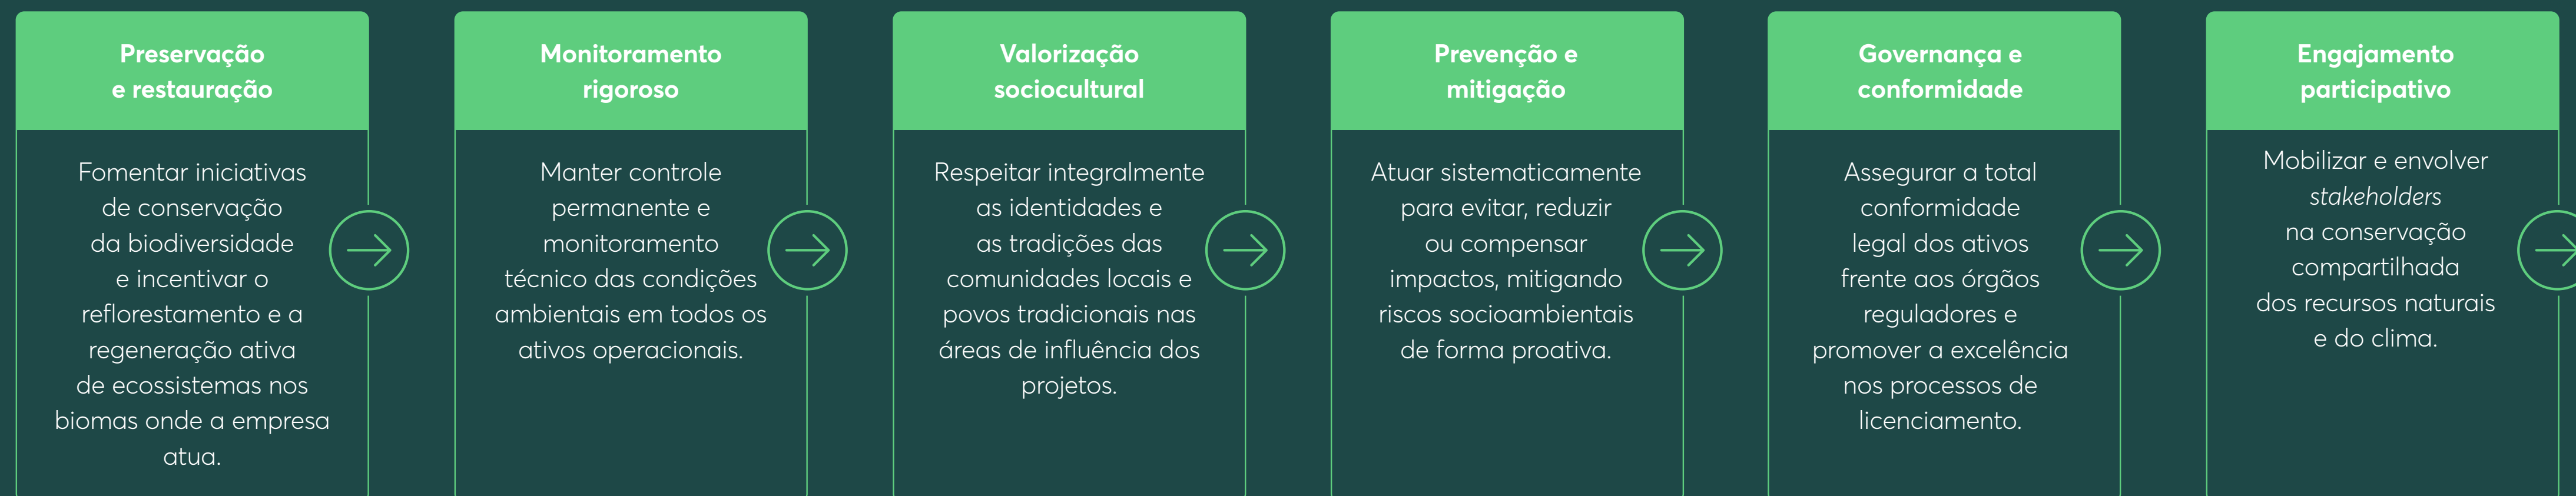 Preservação
e restauração
Fomentar iniciativas
de conservação
da biodiversidade
e incentivar o
reflorestamento e a
regeneração ativa
de ecossistemas nos
biomas onde a empresa
atua.
Monitoramento
rigoroso
Manter controle
permanente e
monitoramento
técnico das condições
ambientais em todos os
ativos operacionais.
Valorização
sociocultural
Respeitar integralmente
as identidades e
as tradições das
comunidades locais e
povos tradicionais nas
áreas de influência dos
projetos.
Prevenção e
mitigação
Atuar sistematicamente
para evitar, reduzir
ou compensar
impactos, mitigando
riscos socioambientais
de forma proativa.
Governança e
conformidade
Assegurar a total
conformidade
legal dos ativos
frente aos órgãos
reguladores e
promover a excelência
nos processos de
licenciamento.
Engajamento
participativo
Mobilizar e envolver
stakeholders
na conservação
compartilhada
dos recursos naturais
e do clima.